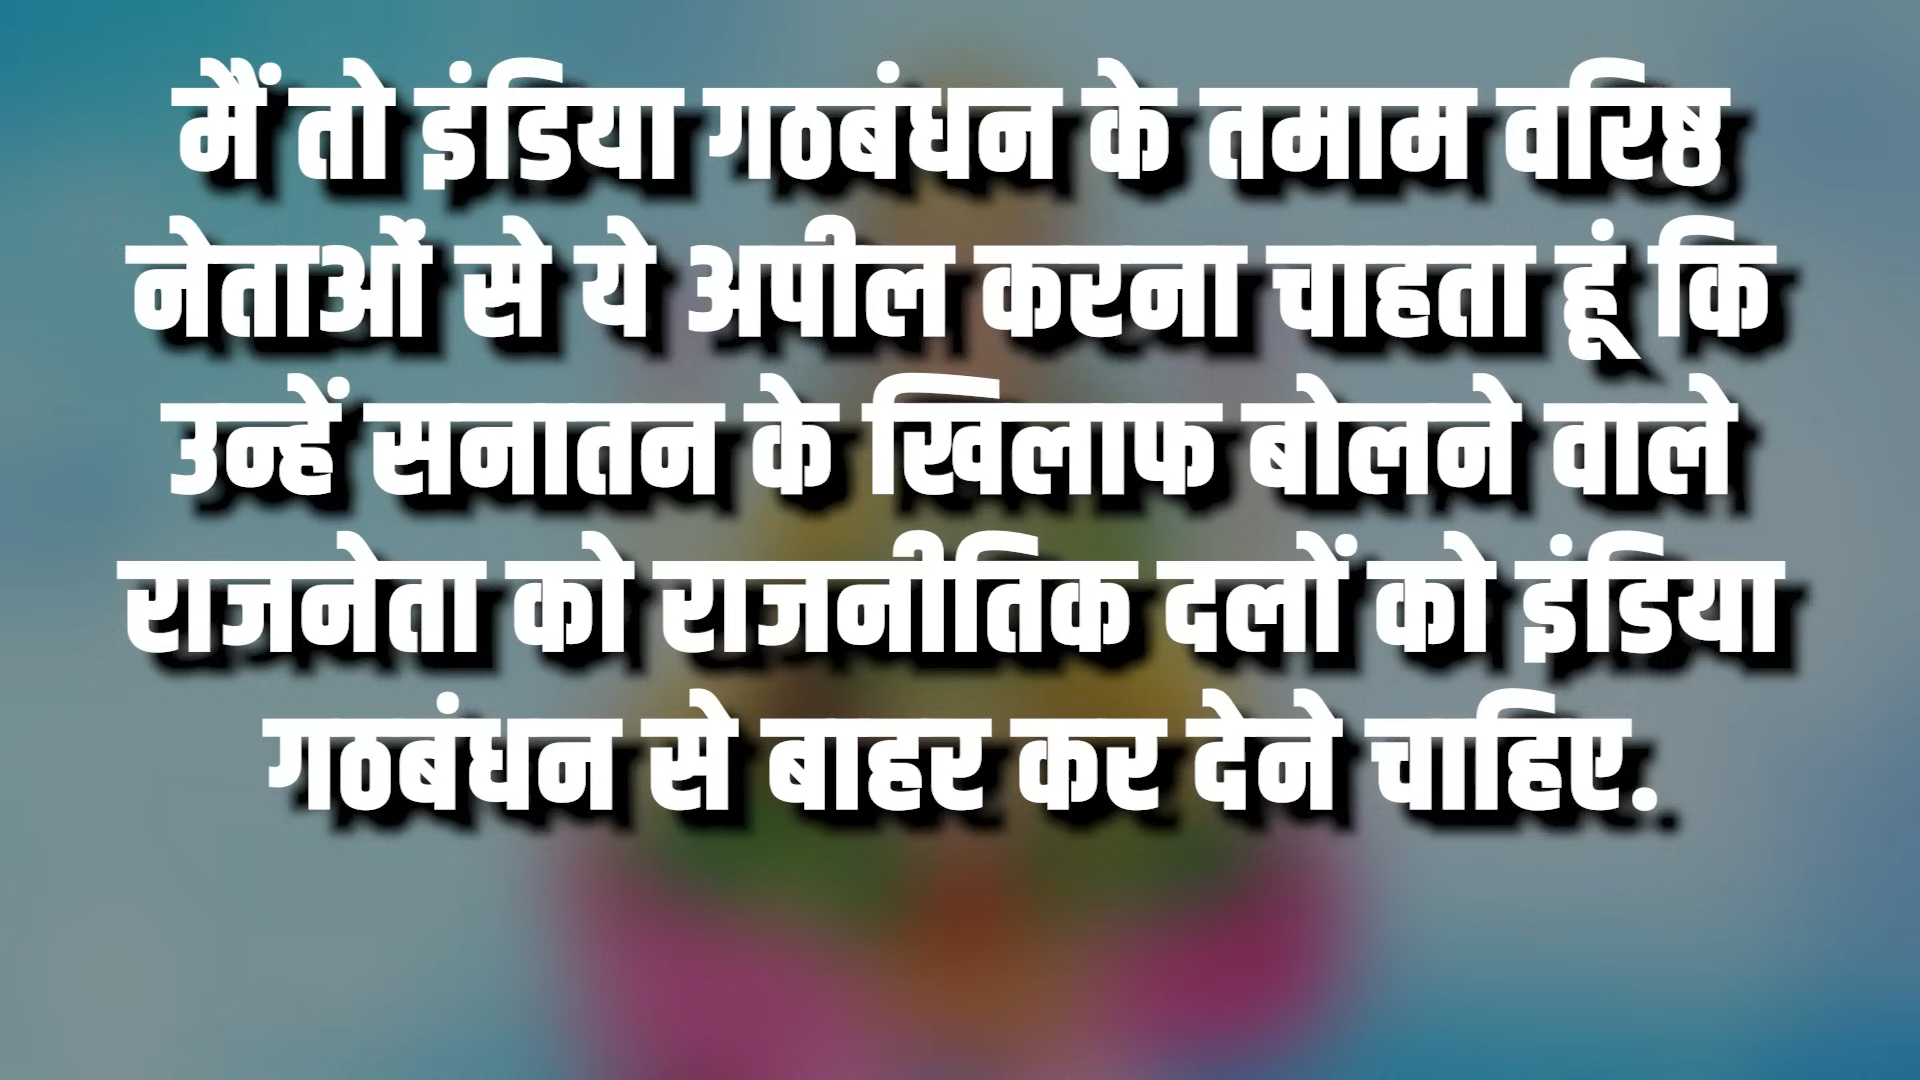 मैं तो इंडिया गठबंधन के तमाम वरिष्ठ
नेताओं से ये अपील करना चाहता हूं कि
उन्हें सनातन के खिलाफ बोलने वाले
राजनेता को राजनीतिक दलों को इंडिया
गठबंधन से बाहर कर देने चाहिए.